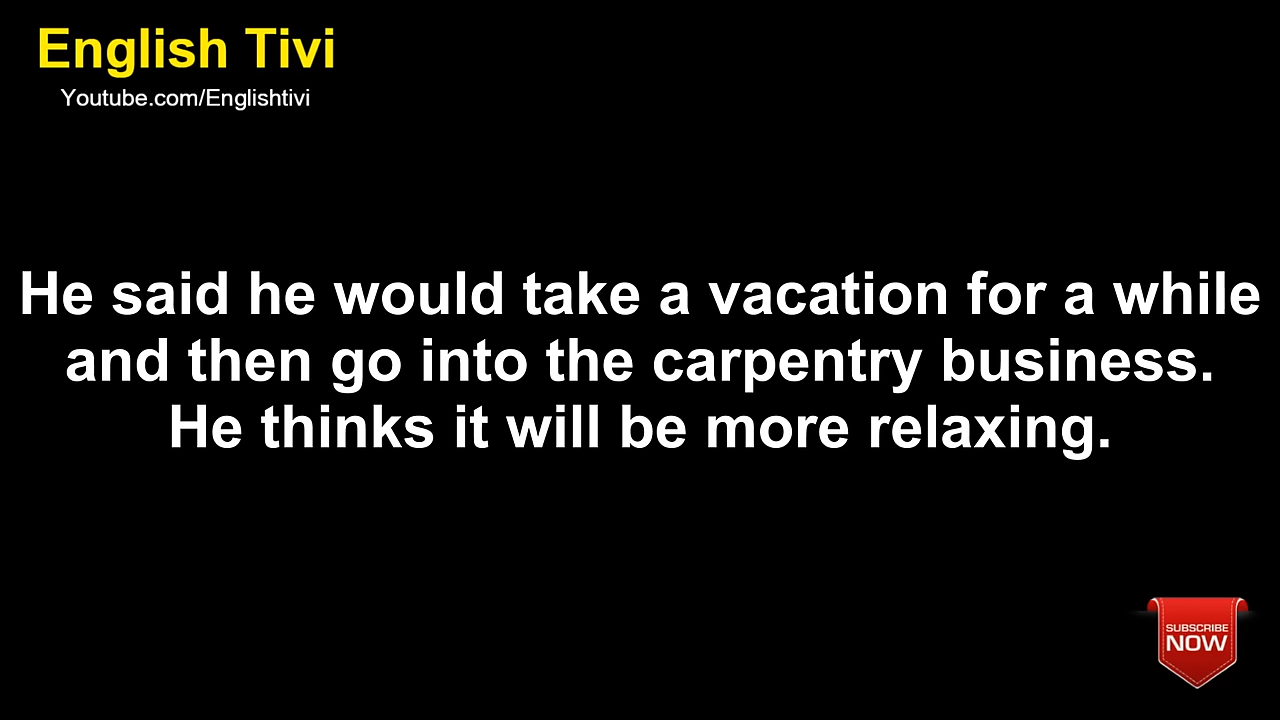 English Tivi
Youtube.com/Englishtivi
He said he would take a vacation for a while
and then go into the carpentry business.
He thinks it will be more relaxing.
SUBSCRIBE
NOW